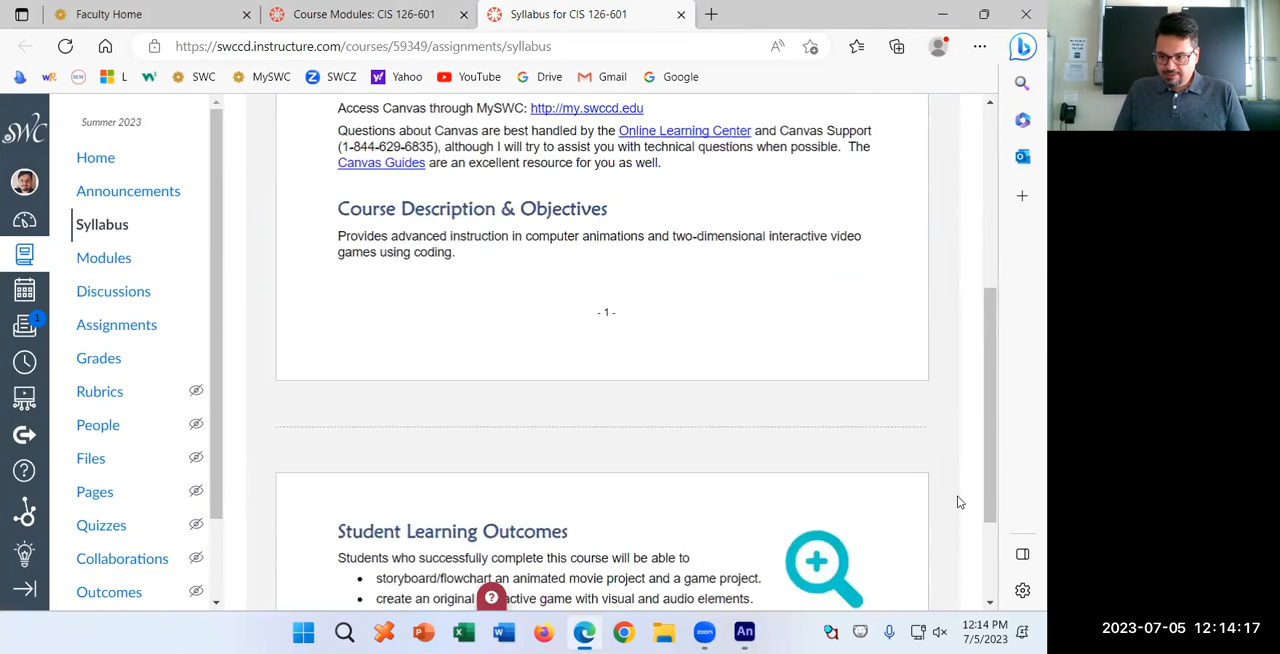 Faculty Home
Course Modules: CIS 126-601
Syllabus for CIS 126-601
https://swccd.instructure.com/courses/59349/assignments/syllabus
L
SWC
MySWC
SWCZ
Yahoo
YouTube
Drive
Gmail
Google
SWC
Summer 2023
Home
Announcements
Syllabus
Modules
Discussions
1
Assignments
Grades
Rubrics
People
Files
Pages
Quizzes
Collaborations
Outcomes
Access Canvas through MySWC: http://my.swccd.edu
Questions about Canvas are best handled by the Online Learning Center and Canvas Support
(1-844-629-6835), although I will try to assist you with technical questions when possible. The
Canvas Guides are an excellent resource for you as well.
Course Description & Objectives
Provides advanced instruction in computer animations and two-dimensional interactive video
games using coding.
- 1 -
Student Learning Outcomes
Students who successfully complete this course will be able to
• storyboard/flowchart an animated movie project and a game project.
• create an original active game with visual and audio elements.
zoom
An
12:14 PM
7/5/2023
2023-07-05 12:14:17